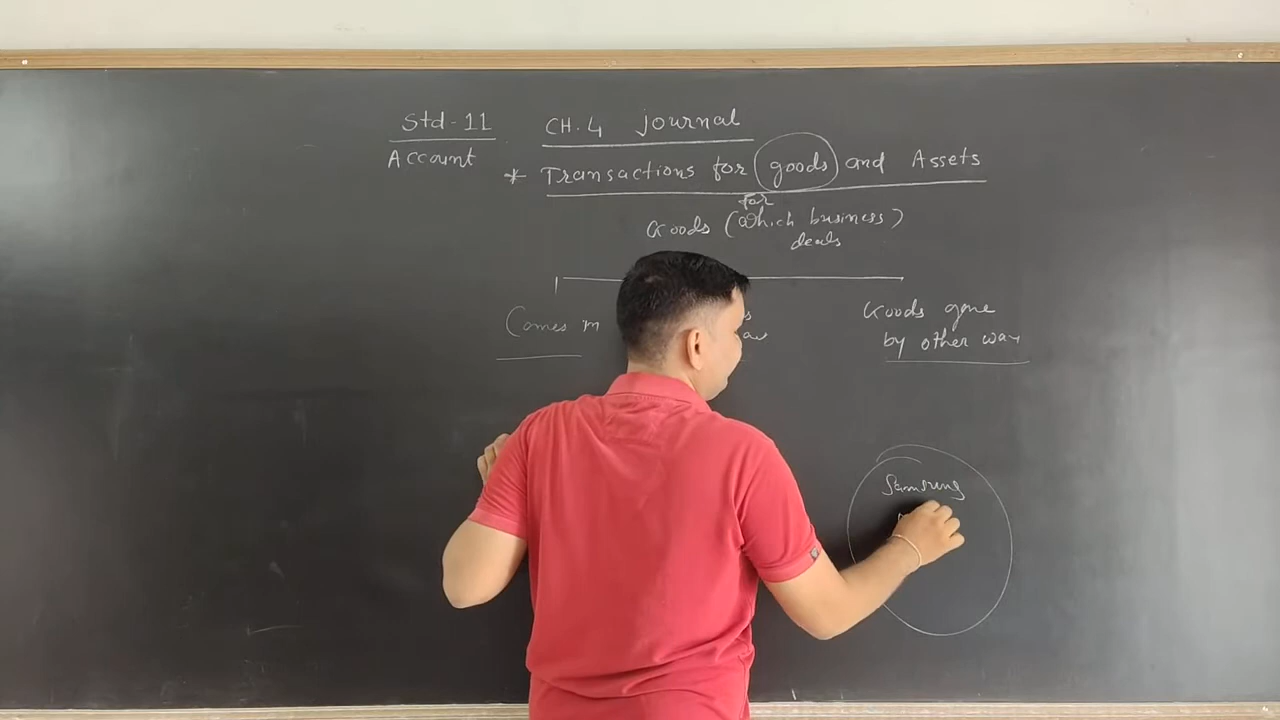 Std-11
Account
CH.4 Journal
* Transactions for goods and Assets
for
Goods (Which business)
deals
Comes in
Goods gone
by other way
Samsung